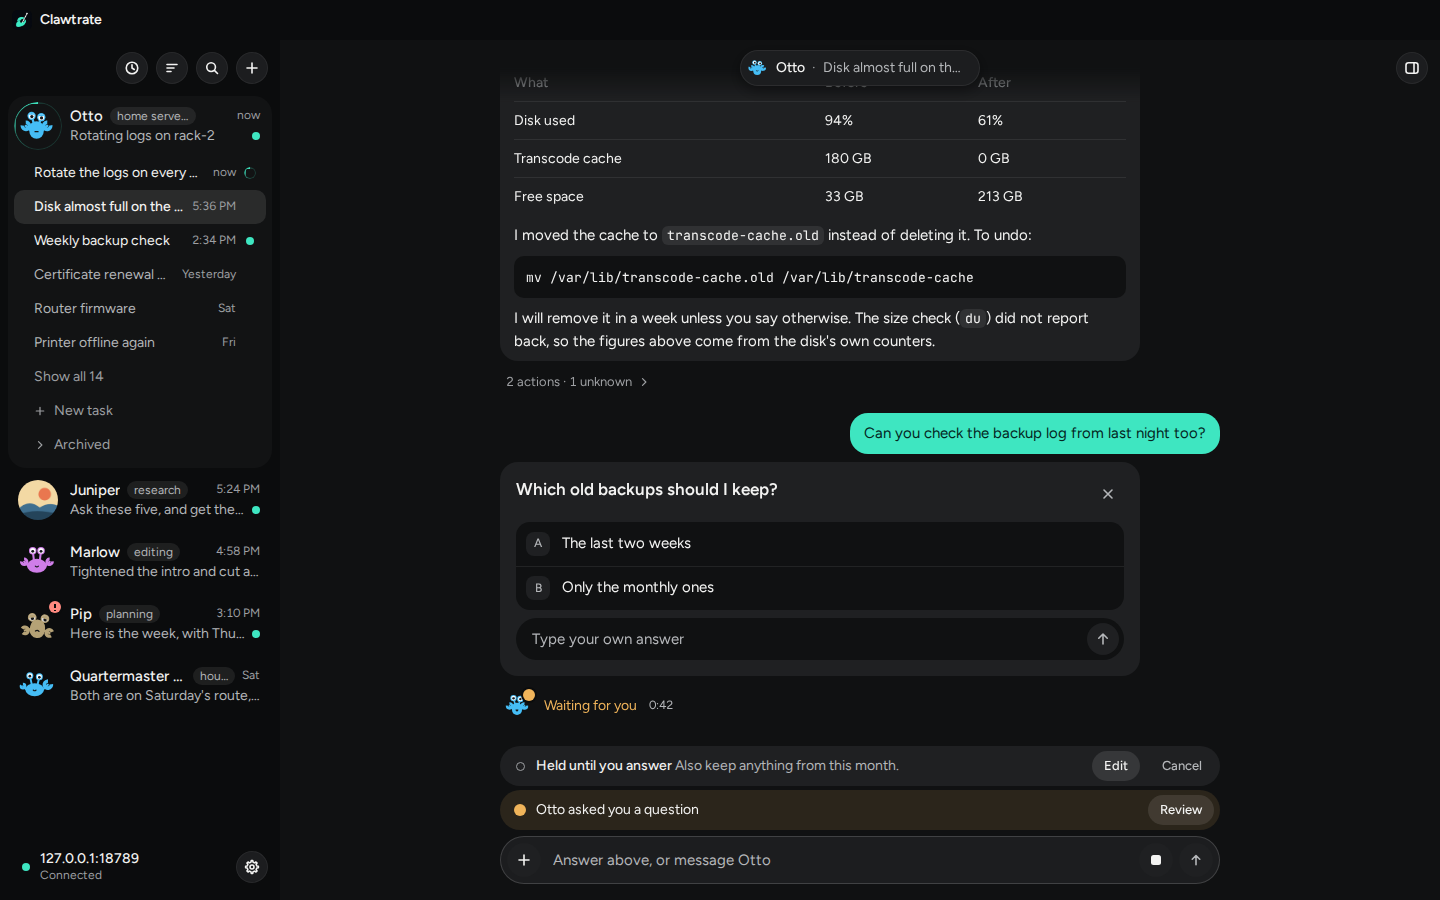 Clawtrate
Otto home serve... now
Rotating logs on rack-2
Rotate the logs on every ... now
Disk almost full on the ... 5:36 PM
Weekly backup check 2:34 PM
Certificate renewal ... Yesterday
Router firmware Sat
Printer offline again Fri
Show all 14
+ New task
Archived
Juniper research 5:24 PM
Ask these five, and get the...
Marlow editing 4:58 PM
Tightened the intro and cut a...
Pip planning 3:10 PM
Here is the week, with Thu...
Quartermaster ... hou... Sat
Both are on Saturday's route,...
127.0.0.1:18789
Connected
Otto · Disk almost full on th...
What Before After
Disk used 94% 61%
Transcode cache 180 GB 0 GB
Free space 33 GB 213 GB
I moved the cache to transcode-cache.old instead of deleting it. To undo:
mv /var/lib/transcode-cache.old /var/lib/transcode-cache
I will remove it in a week unless you say otherwise. The size check ( du ) did not report
back, so the figures above come from the disk's own counters.
2 actions · 1 unknown
Can you check the backup log from last night too?
Which old backups should I keep?
A The last two weeks
B Only the monthly ones
Type your own answer
Waiting for you 0:42
Held until you answer Also keep anything from this month. Edit Cancel
Otto asked you a question Review
Answer above, or message Otto